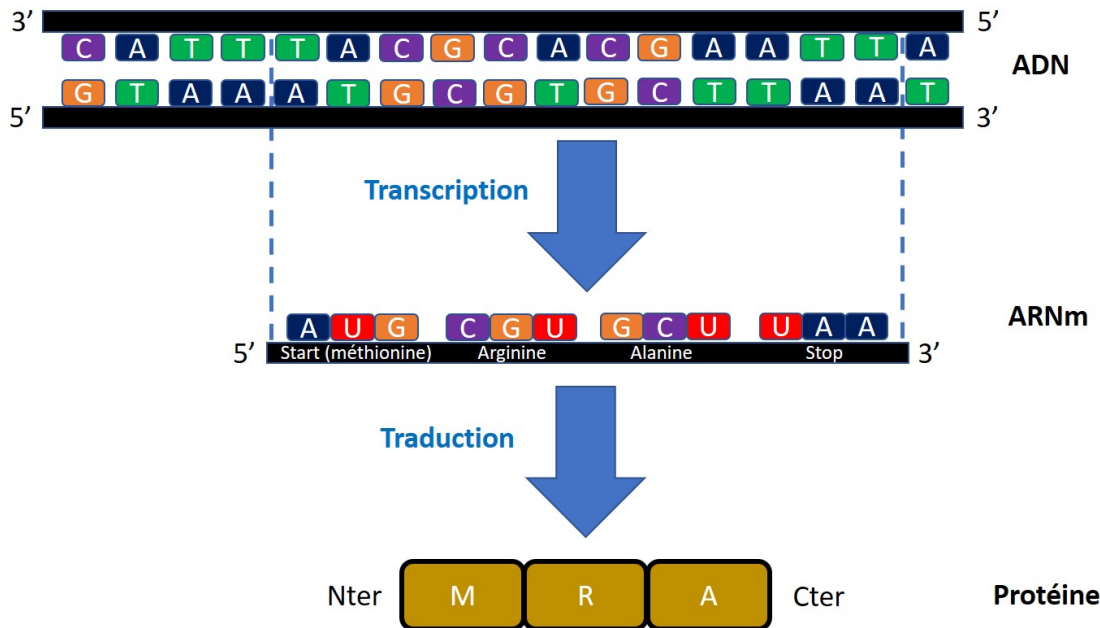 3’ 5’
C A T T T A C G C A C G A A T T A
ADN
G T A A A T G C G T G C T T A A T
5’ 3’
Transcription
A U G C G U G C U U A A
ARNm
5’ Start (méthionine) Arginine Alanine Stop 3’
Traduction
Nter M R A Cter Protéine